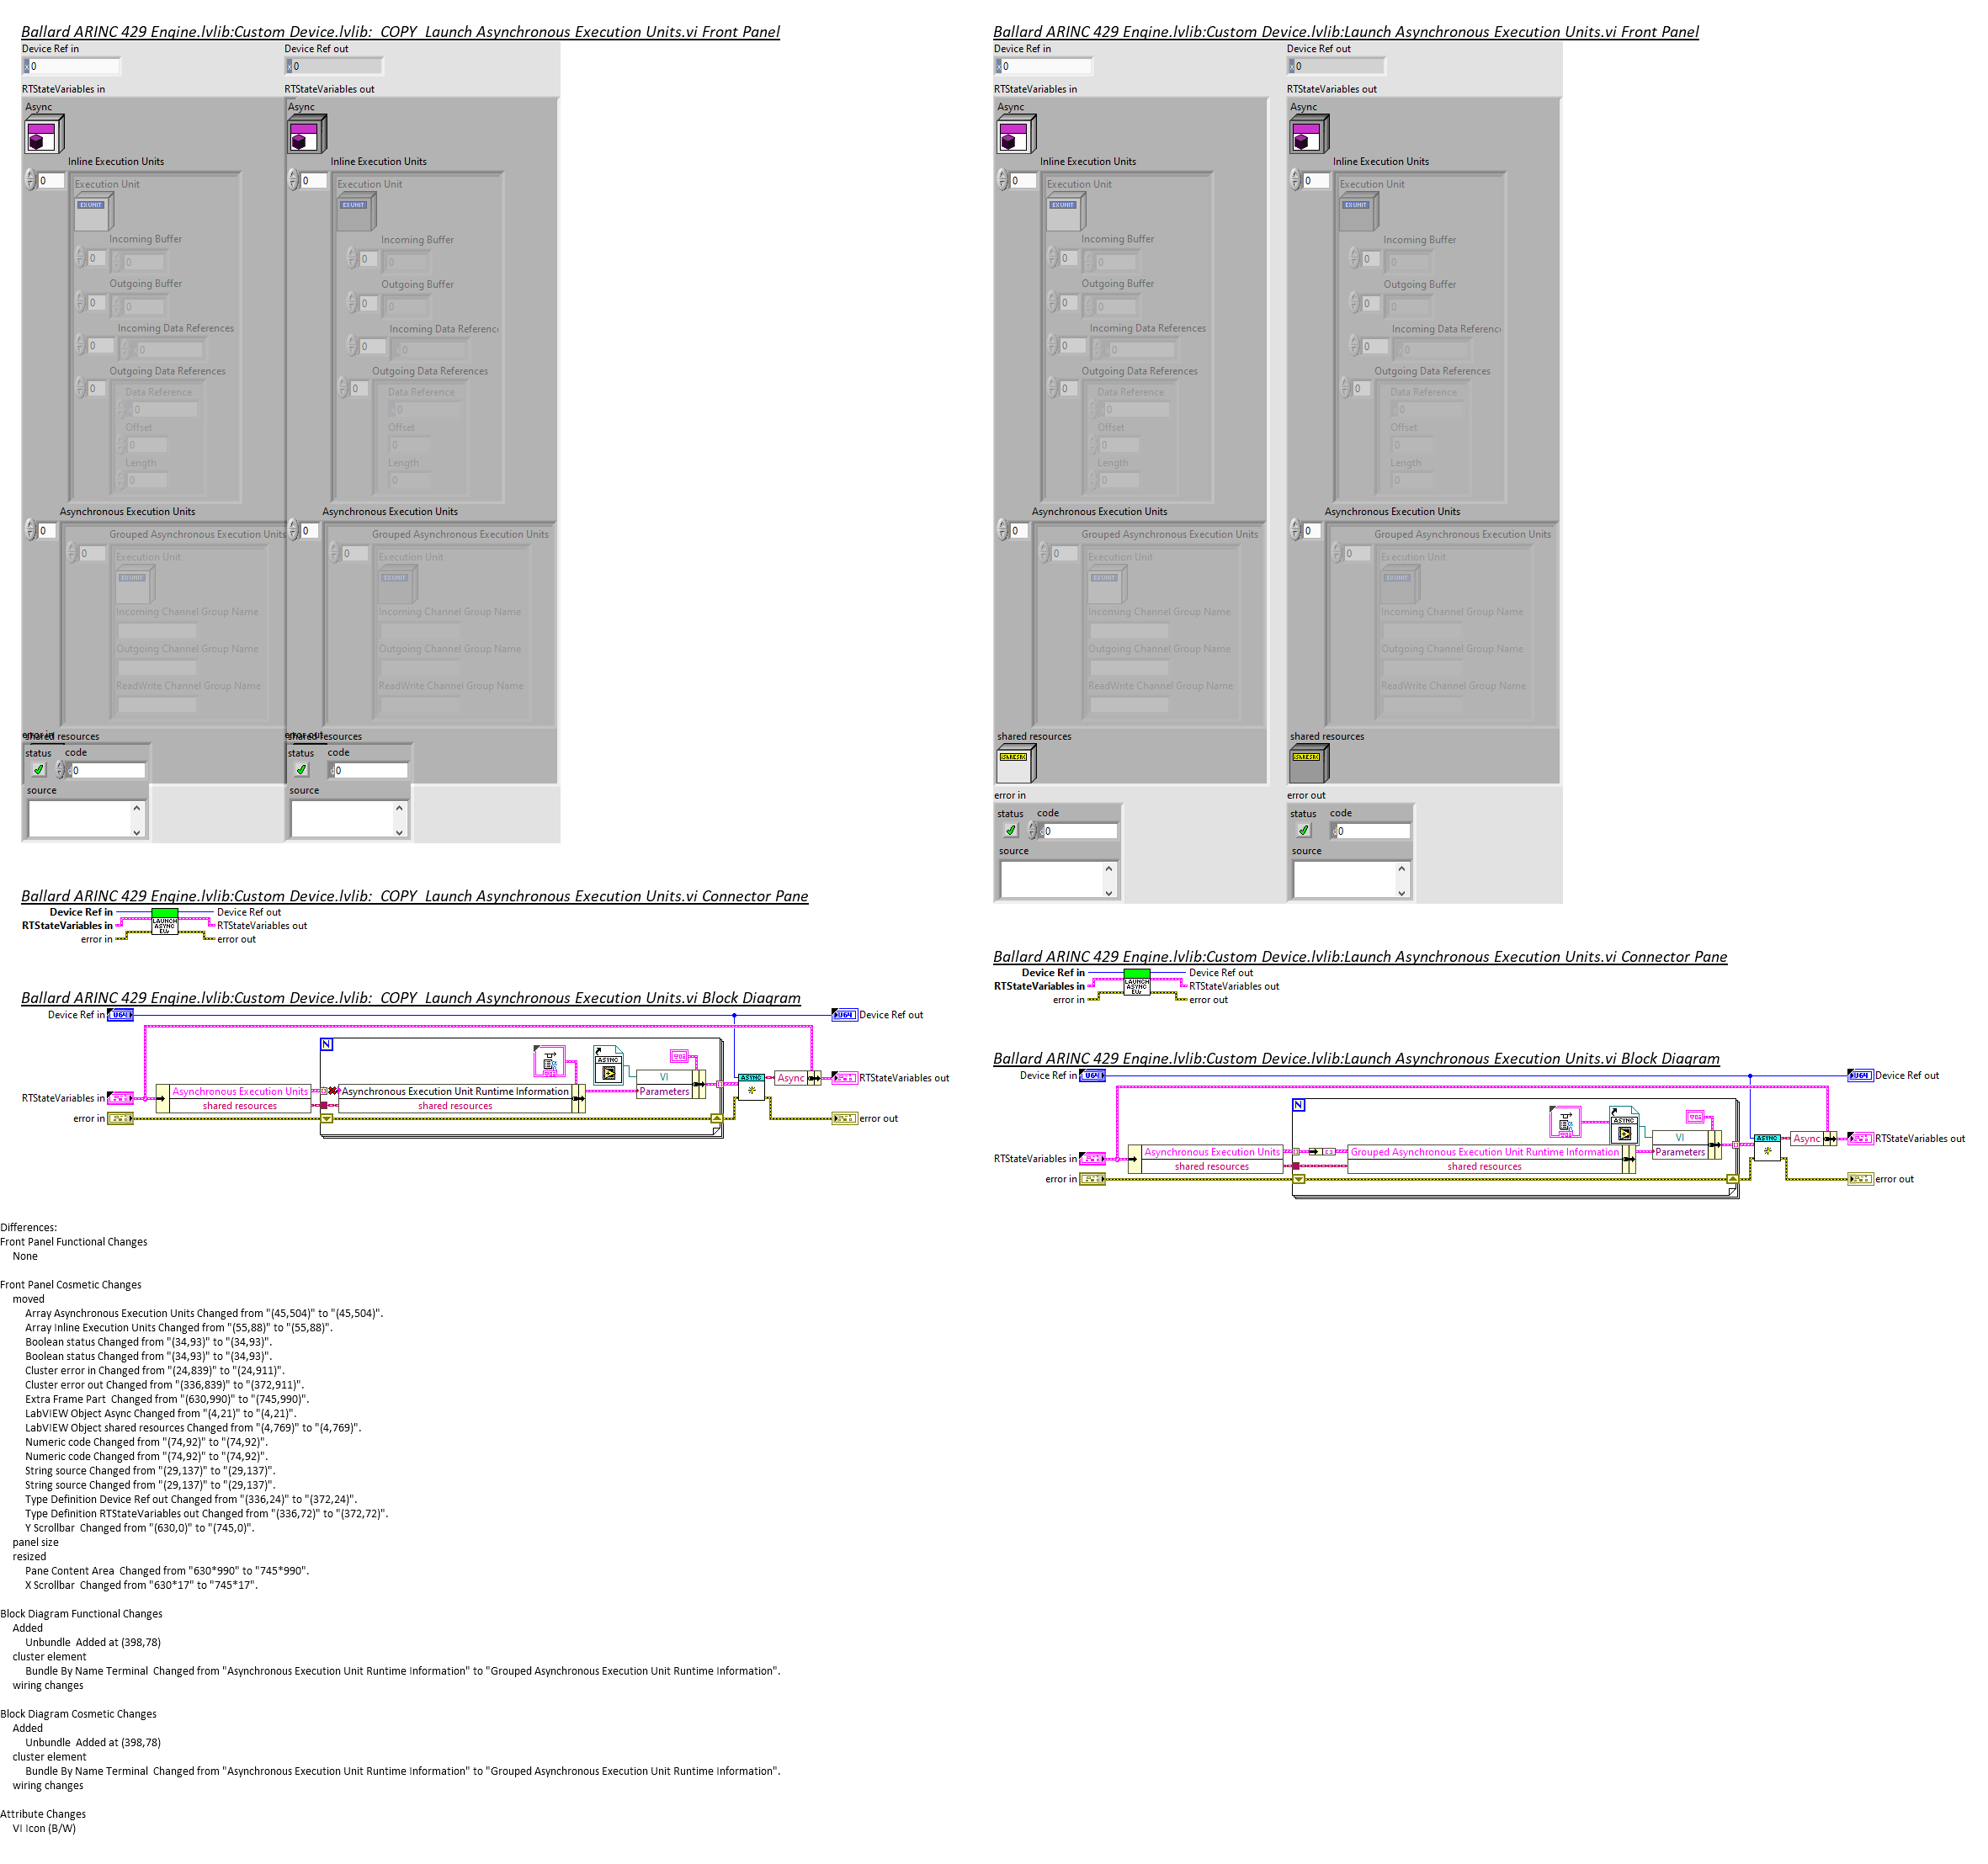 Ballard ARINC 429 Engine.lvlib:Custom Device.lvlib:  COPY  Launch Asynchronous Execution Units.vi Front Panel
Device Ref in
Device Ref out
0
0
RTStateVariables in
RTStateVariables out
Async
Async
Inline Execution Units
Inline Execution Units
0
Execution Unit
0
Execution Unit
EXUNIT
EXUNIT
Incoming Buffer
Incoming Buffer
0
0
0
0
Outgoing Buffer
Outgoing Buffer
0
0
0
0
Incoming Data References
Incoming Data Referenc
0
0
0
0
Outgoing Data References
Outgoing Data References
0
Data Reference
0
Data Reference
0
0
Offset
Offset
0
0
Length
Length
0
0
Asynchronous Execution Units
Asynchronous Execution Units
0
Grouped Asynchronous Execution Units
0
Grouped Asynchronous Execution Units
0
Execution Unit
0
Execution Unit
EXUNIT
EXUNIT
Incoming Channel Group Name
Incoming Channel Group Name
Outgoing Channel Group Name
Outgoing Channel Group Name
ReadWrite Channel Group Name
ReadWrite Channel Group Name
error in
shared resources
error out
shared resources
status
code
status
code
0
0
source
source
Ballard ARINC 429 Engine.lvlib:Custom Device.lvlib:  COPY  Launch Asynchronous Execution Units.vi Connector Pane
Device Ref in
Device Ref out
RTStateVariables in
LAUNCH
ASYNC
EUs
RTStateVariables out
error in
error out
Ballard ARINC 429 Engine.lvlib:Custom Device.lvlib:  COPY  Launch Asynchronous Execution Units.vi Block Diagram
Device Ref in
U64
U64
Device Ref out
N
ASYNC
VI
ASYNC
Async
RTStateVariables out
Asynchronous Execution Units
Asynchronous Execution Unit Runtime Information
Parameters
RTStateVariables in
shared resources
shared resources
error in
error out
Ballard ARINC 429 Engine.lvlib:Custom Device.lvlib:Launch Asynchronous Execution Units.vi Front Panel
Device Ref in
Device Ref out
0
0
RTStateVariables in
RTStateVariables out
Async
Async
Inline Execution Units
Inline Execution Units
0
Execution Unit
0
Execution Unit
EXUNIT
EXUNIT
Incoming Buffer
Incoming Buffer
0
0
0
0
Outgoing Buffer
Outgoing Buffer
0
0
0
0
Incoming Data References
Incoming Data Referenc
0
0
0
0
Outgoing Data References
Outgoing Data References
0
Data Reference
0
Data Reference
0
0
Offset
Offset
0
0
Length
Length
0
0
Asynchronous Execution Units
Asynchronous Execution Units
0
Grouped Asynchronous Execution Units
0
Grouped Asynchronous Execution Units
0
Execution Unit
0
Execution Unit
EXUNIT
EXUNIT
Incoming Channel Group Name
Incoming Channel Group Name
Outgoing Channel Group Name
Outgoing Channel Group Name
ReadWrite Channel Group Name
ReadWrite Channel Group Name
shared resources
shared resources
error in
error out
status
code
status
code
0
0
source
source
Ballard ARINC 429 Engine.lvlib:Custom Device.lvlib:Launch Asynchronous Execution Units.vi Connector Pane
Device Ref in
Device Ref out
RTStateVariables in
LAUNCH
ASYNC
EUs
RTStateVariables out
error in
error out
Ballard ARINC 429 Engine.lvlib:Custom Device.lvlib:Launch Asynchronous Execution Units.vi Block Diagram
Device Ref in
U64
U64
Device Ref out
N
ASYNC
VI
ASYNC
Async
RTStateVariables out
Asynchronous Execution Units
Grouped Asynchronous Execution Unit Runtime Information
Parameters
RTStateVariables in
shared resources
shared resources
error in
error out
Differences:
Front Panel Functional Changes
None
Front Panel Cosmetic Changes
moved
Array Asynchronous Execution Units Changed from "(45,504)" to "(45,504)".
Array Inline Execution Units Changed from "(55,88)" to "(55,88)".
Boolean status Changed from "(34,93)" to "(34,93)".
Boolean status Changed from "(34,93)" to "(34,93)".
Cluster error in Changed from "(24,839)" to "(24,911)".
Cluster error out Changed from "(336,839)" to "(372,911)".
Extra Frame Part  Changed from "(630,990)" to "(745,990)".
LabVIEW Object Async Changed from "(4,21)" to "(4,21)".
LabVIEW Object shared resources Changed from "(4,769)" to "(4,769)".
Numeric code Changed from "(74,92)" to "(74,92)".
Numeric code Changed from "(74,92)" to "(74,92)".
String source Changed from "(29,137)" to "(29,137)".
String source Changed from "(29,137)" to "(29,137)".
Type Definition Device Ref out Changed from "(336,24)" to "(372,24)".
Type Definition RTStateVariables out Changed from "(336,72)" to "(372,72)".
Y Scrollbar  Changed from "(630,0)" to "(745,0)".
panel size
resized
Pane Content Area  Changed from "630*990" to "745*990".
X Scrollbar  Changed from "630*17" to "745*17".
Block Diagram Functional Changes
Added
Unbundle  Added at (398,78)
cluster element
Bundle By Name Terminal  Changed from "Asynchronous Execution Unit Runtime Information" to "Grouped Asynchronous Execution Unit Runtime Information".
wiring changes
Block Diagram Cosmetic Changes
Added
Unbundle  Added at (398,78)
cluster element
Bundle By Name Terminal  Changed from "Asynchronous Execution Unit Runtime Information" to "Grouped Asynchronous Execution Unit Runtime Information".
wiring changes
Attribute Changes
VI Icon (B/W)